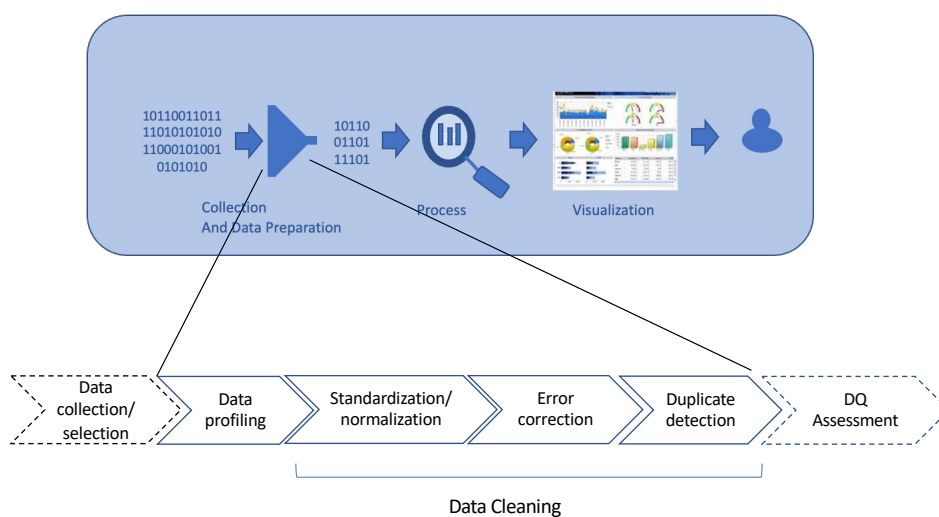 10110011011
11010101010
11000101001
0101010
10110
01101
11101
Collection
And Data Preparation
Process
Visualization
Data
collection/
selection
Data
profiling
Standardization/
normalization
Error
correction
Duplicate
detection
DQ
Assessment
Data Cleaning